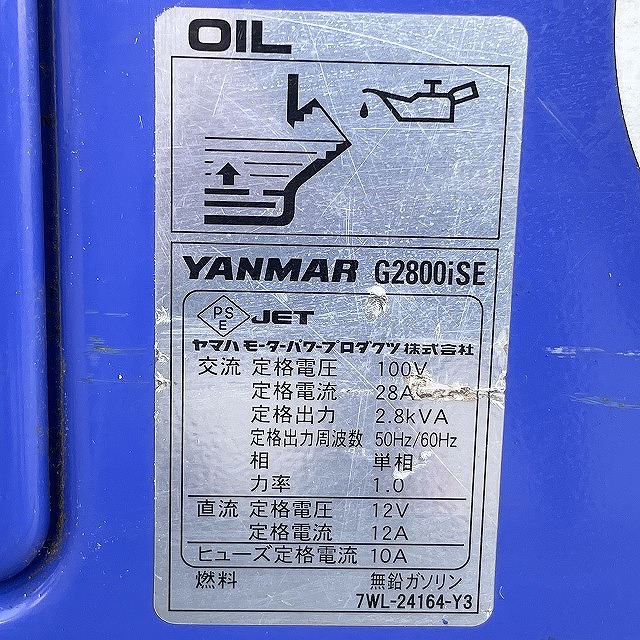 OIL
YANMAR G2800iSE
PS
E
JET
ヤマハ モーターパワープロダクツ 株式会社
交流 定格電圧 100V
定格電流 28A
定格出力 2.8kVA
定格出力周波数 50Hz/60Hz
相 単相
力率 1.0
直流 定格電圧 12V
定格電流 12A
ヒューズ定格電流 10A
燃料 無鉛ガソリン
7WL-24164-Y3